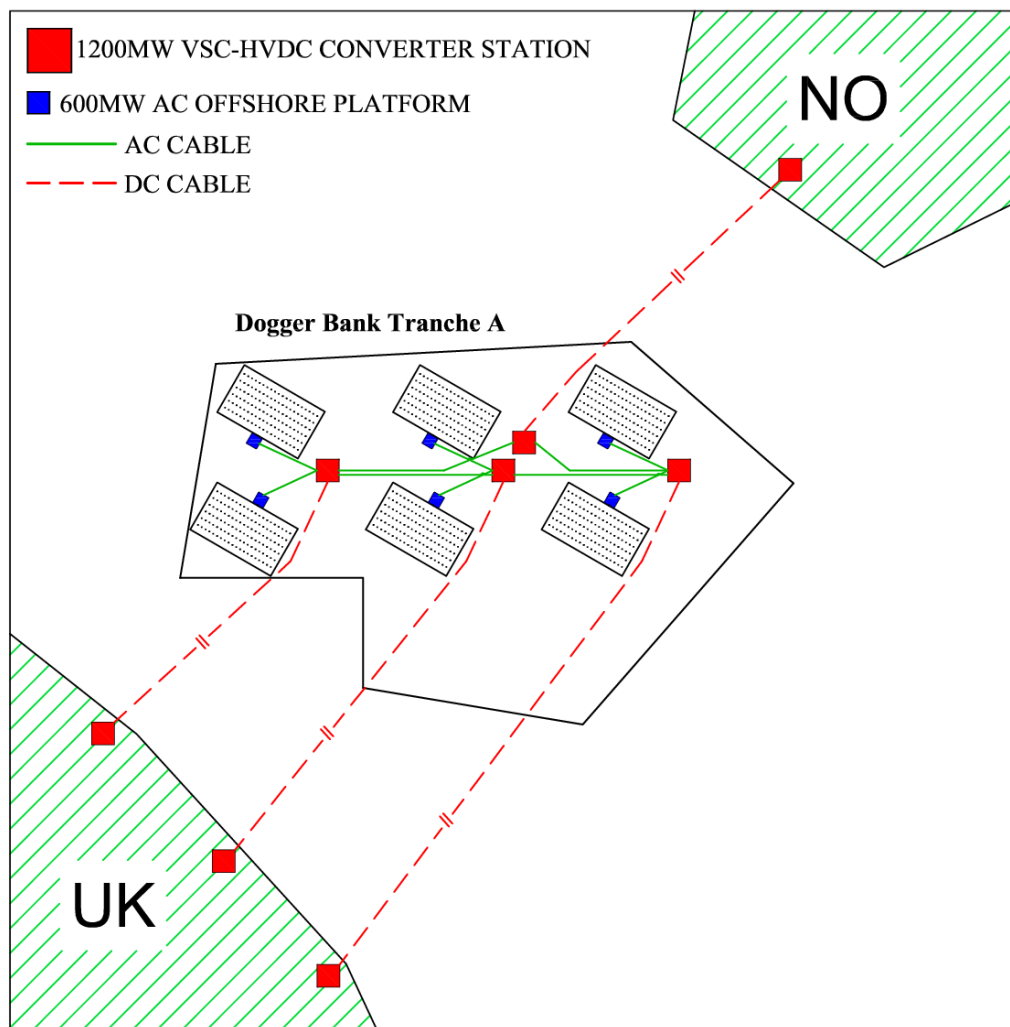 1200MW VSC-HVDC CONVERTER STATION
600MW AC OFFSHORE PLATFORM
AC CABLE
DC CABLE
NO
Dogger Bank Tranche A
UK